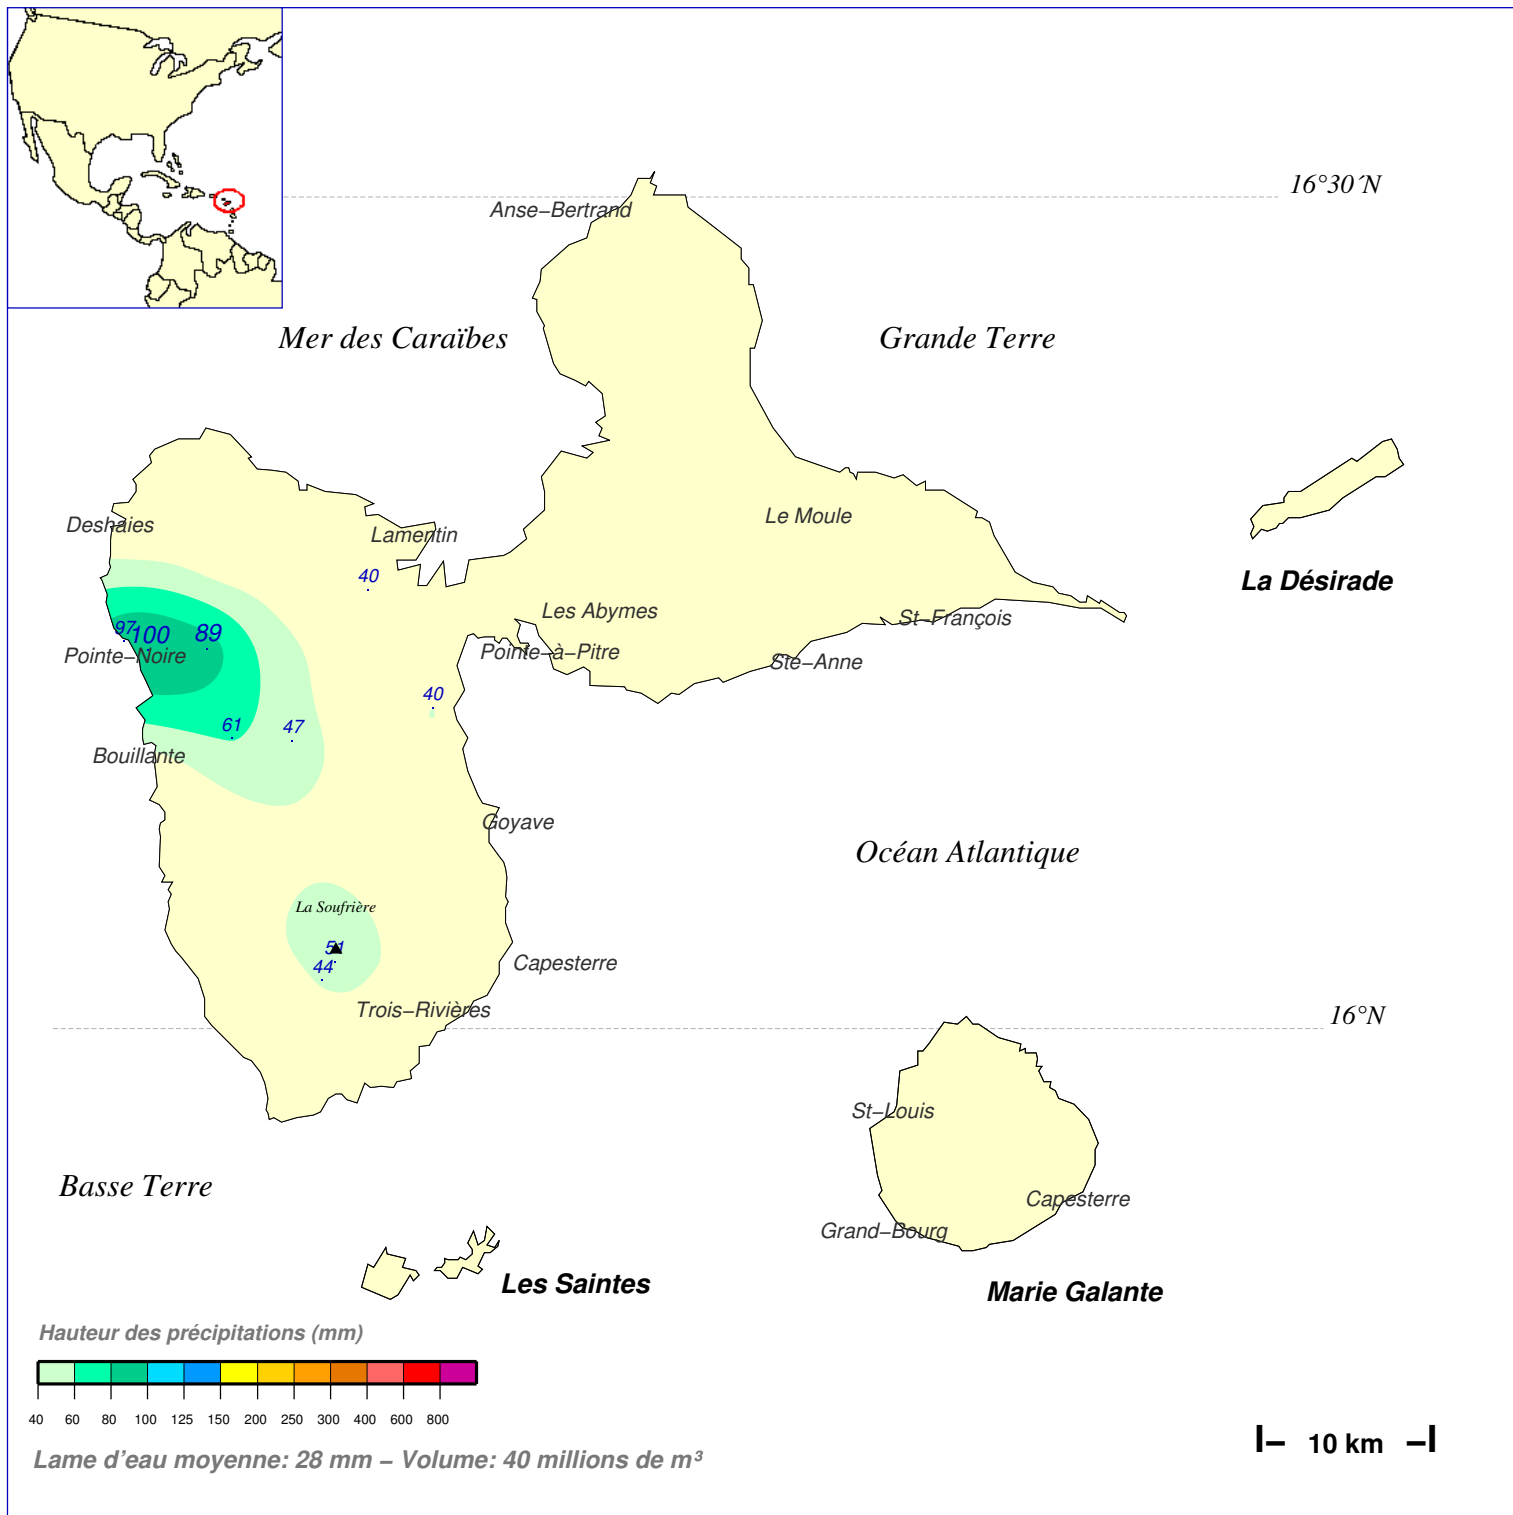 16°30´N
Anse−Bertrand
Mer des Caraïbes
Grande Terre
Le Moule
Deshaies
Lamentin
40
La Désirade
Les Abymes
St−François
97
100
89
Pointe−Noire
Pointe−à−Pitre
Ste−Anne
40
61
47
Bouillante
Goyave
Océan Atlantique
La Soufrière
51
44
Capesterre
Trois−Rivières
16°N
St−Louis
Basse Terre
Capesterre
Grand−Bourg
Les Saintes
Marie Galante
Hauteur des précipitations (mm)
40 60 80 100 125 150 200 250 300 400 600 800
10 km
Lame d'eau moyenne: 28 mm − Volume: 40 millions de m³